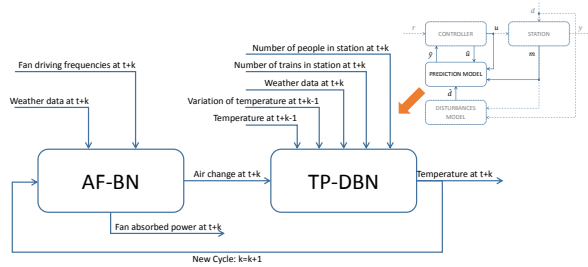 Number of people in station at t+k
Fan driving frequencies at t+k
Number of trains in station at t+k
Weather data at t+k
Weather data at t+k
Variation of temperature at t+k-1
Temperature at t+k-1
AF-BN
Air change at t+k
TP-DBN
Temperature at t+k
Fan absorbed power at t+k
New Cycle: k=k+1
d
r
CONTROLLER
u
STATION
y
ŷ
û
m
PREDICTION MODEL
d̂
DISTURBANCES
MODEL